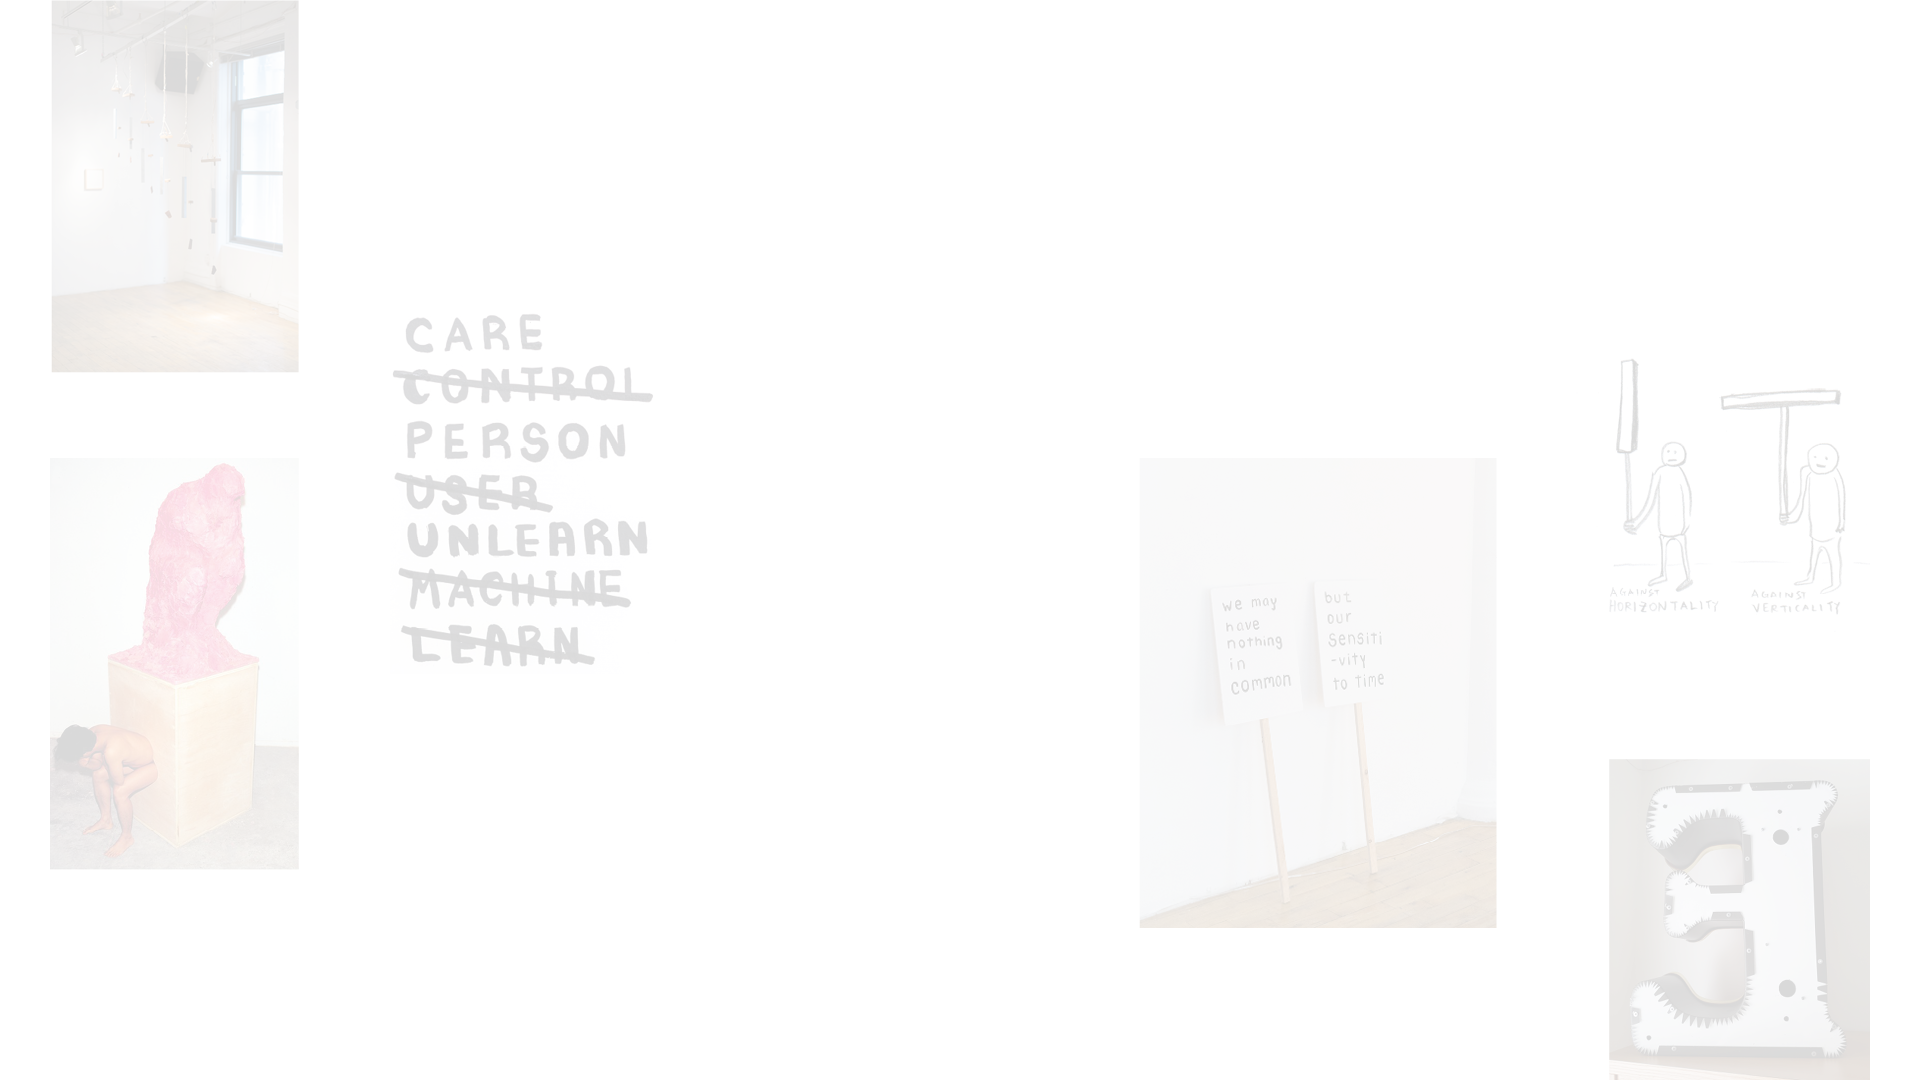 CARE
CONTROL
PERSON
USER
UNLEARN
MACHINE
LEARN
we may
have
nothing
in
common
but
our
sensiti
-vity
to time
AGAINST
HORIZONTALITY
AGAINST
VERTICALITY